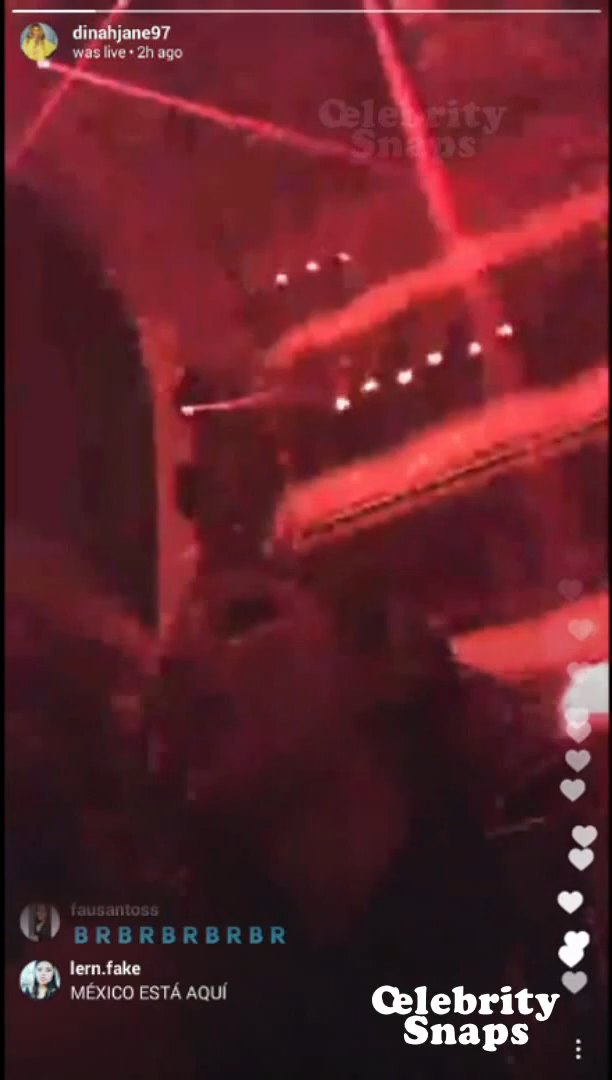 dinahjane97
was live • 2h ago
Celebrity
Snaps
fausantoss
BRBRBRBRBR
lern.fake
MÉXICO ESTÁ AQUÍ
Celebrity
Snaps